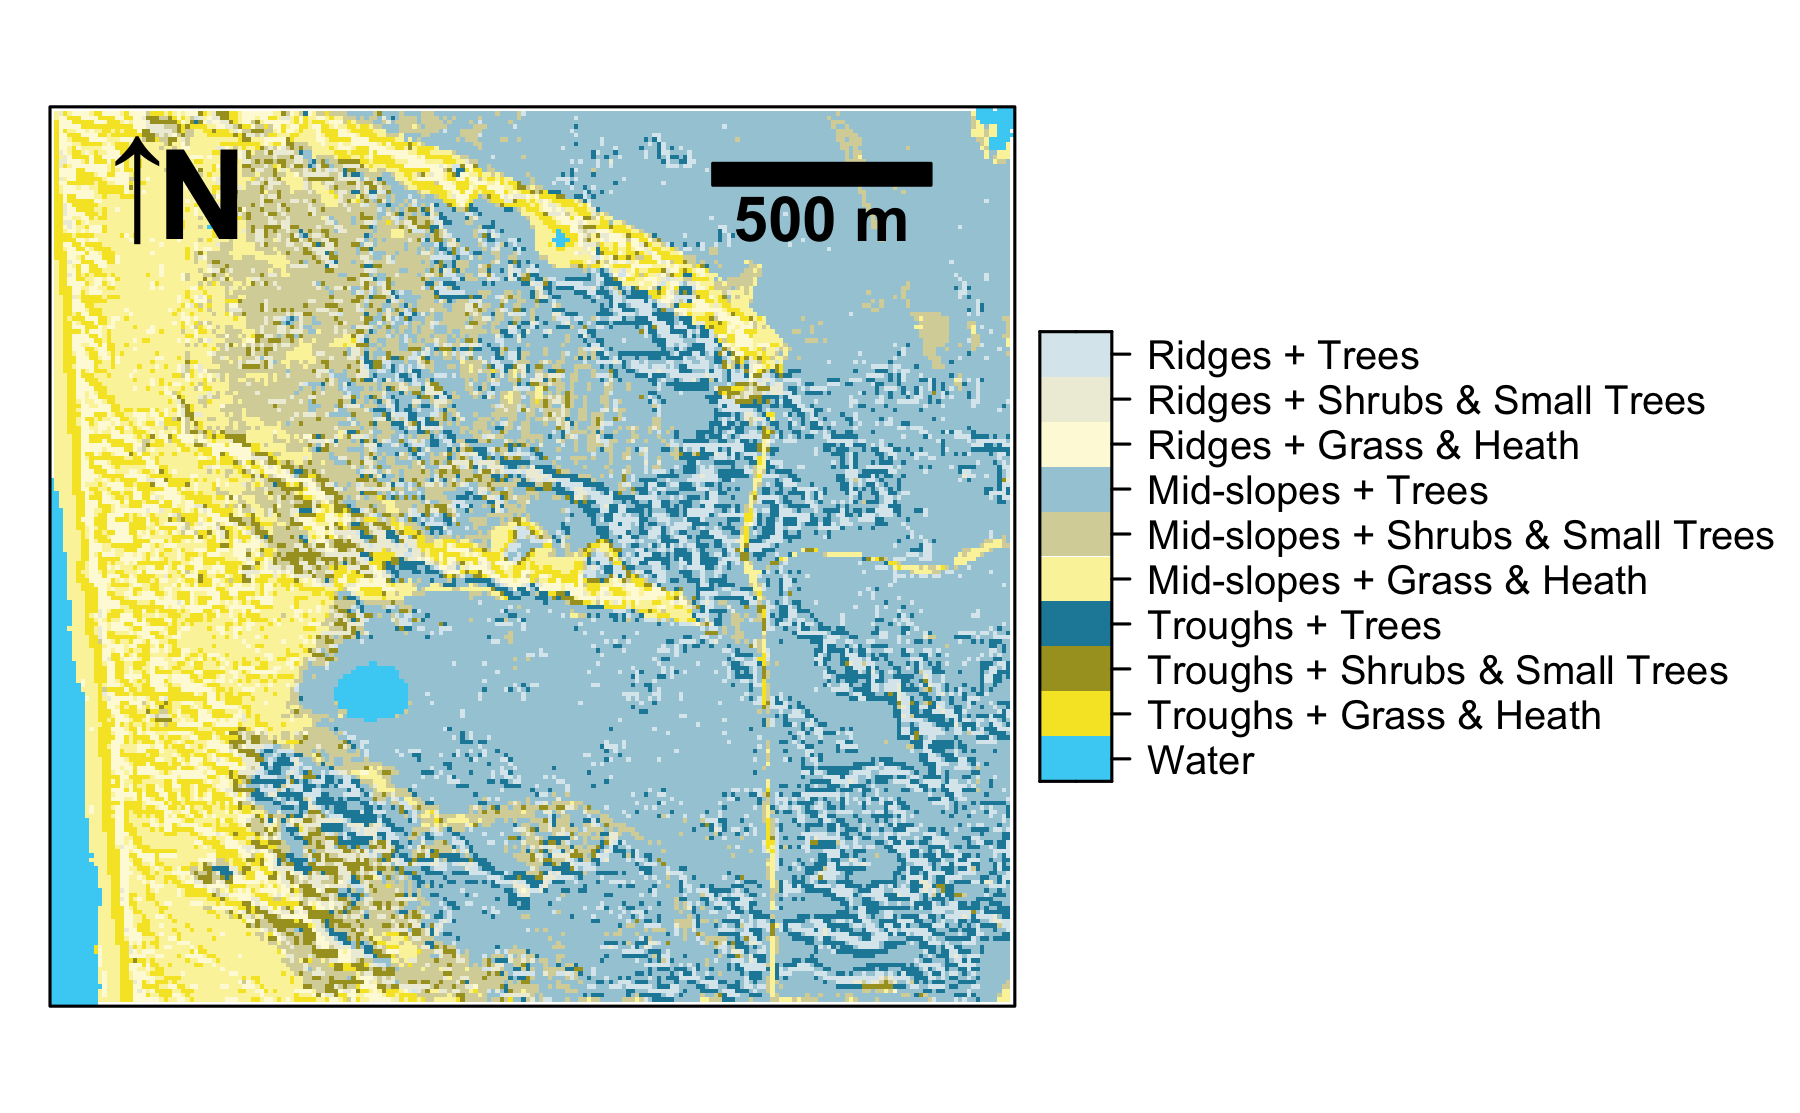 ↑N
500 m
Ridges + Trees
Ridges + Shrubs & Small Trees
Ridges + Grass & Heath
Mid-slopes + Trees
Mid-slopes + Shrubs & Small Trees
Mid-slopes + Grass & Heath
Troughs + Trees
Troughs + Shrubs & Small Trees
Troughs + Grass & Heath
Water